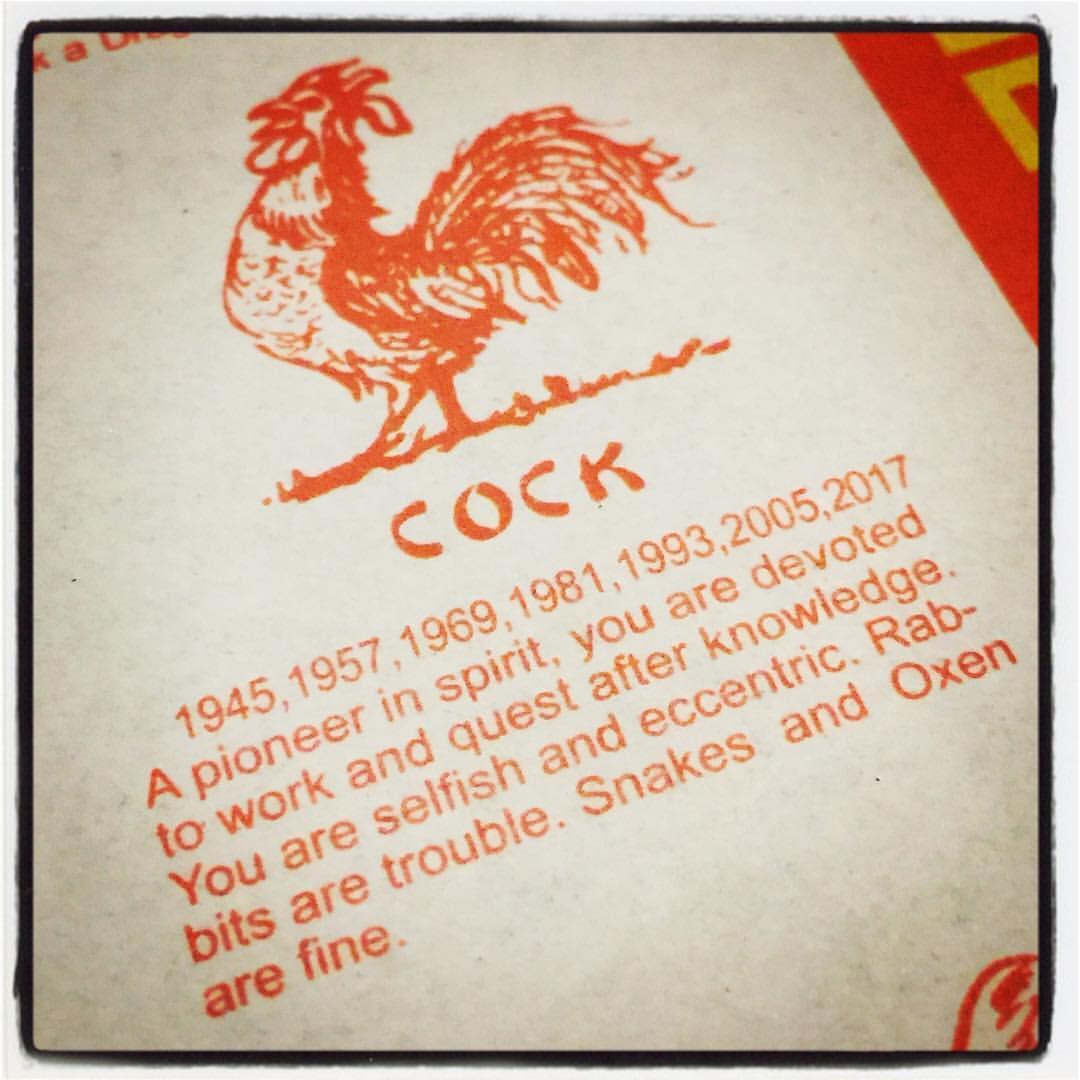 k a
COCK
1945,1957,1969,1981,1993,2005,2017
A pioneer in spirit, you are devoted
to work and quest after knowledge.
You are selfish and eccentric. Rab-
bits are trouble. Snakes and Oxen
are fine.